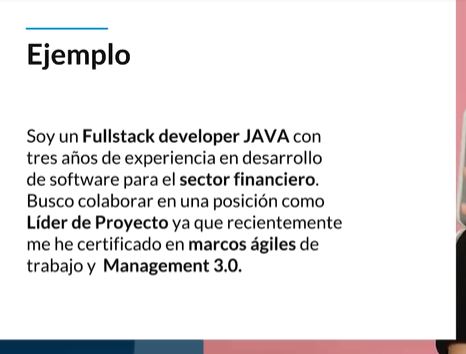 Ejemplo
Soy un Fullstack developer JAVA con
tres años de experiencia en desarrollo
de software para el sector financiero.
Busco colaborar en una posición como
Líder de Proyecto ya que recientemente
me he certificado en marcos ágiles de
trabajo y Management 3.0.